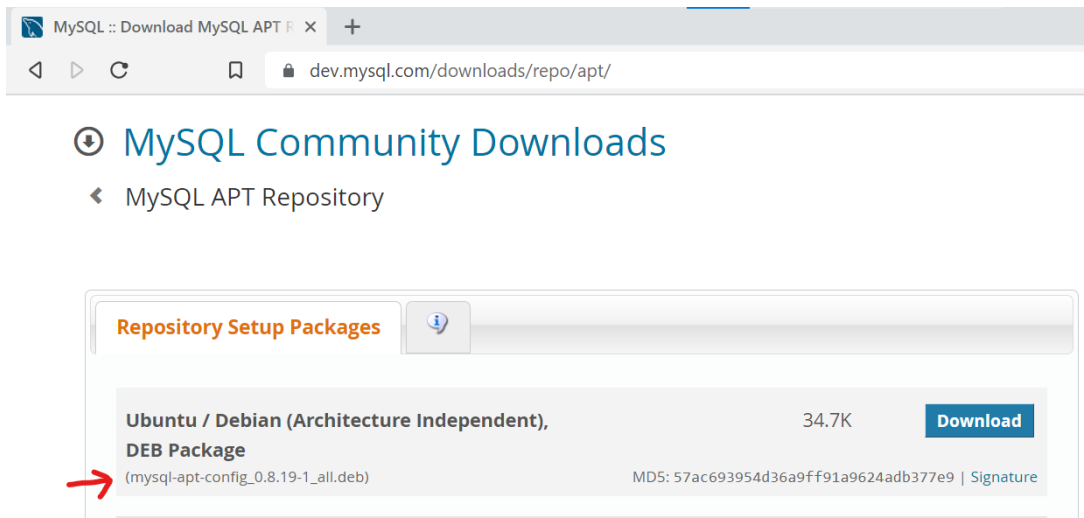 MySQL :: Download MySQL APT R
dev.mysql.com/downloads/repo/apt/
MySQL Community Downloads
MySQL APT Repository
Repository Setup Packages
Ubuntu / Debian (Architecture Independent), 34.7K Download
DEB Package
(mysql-apt-config_0.8.19-1_all.deb) MD5: 57ac693954d36a9ff91a9624adb377e9 | Signature